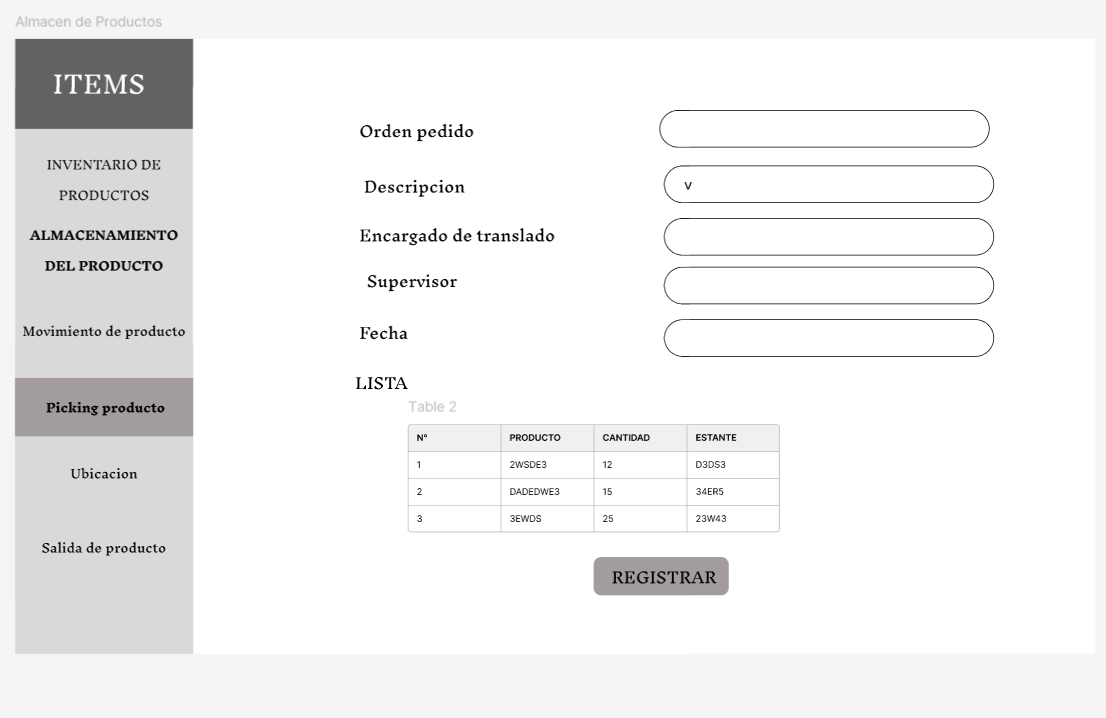 Almacen de Productos
ITEMS
INVENTARIO DE
PRODUCTOS
ALMACENAMIENTO
DEL PRODUCTO
Movimiento de producto
Picking producto
Ubicacion
Salida de producto
Orden pedido
Descripcion
v
Encargado de translado
Supervisor
Fecha
LISTA
Table 2
N° PRODUCTO CANTIDAD ESTANTE
1 2WSDE3 12 D3DS3
2 DADEDWE3 15 34ER5
3 3EWDS 25 23W43
REGISTRAR